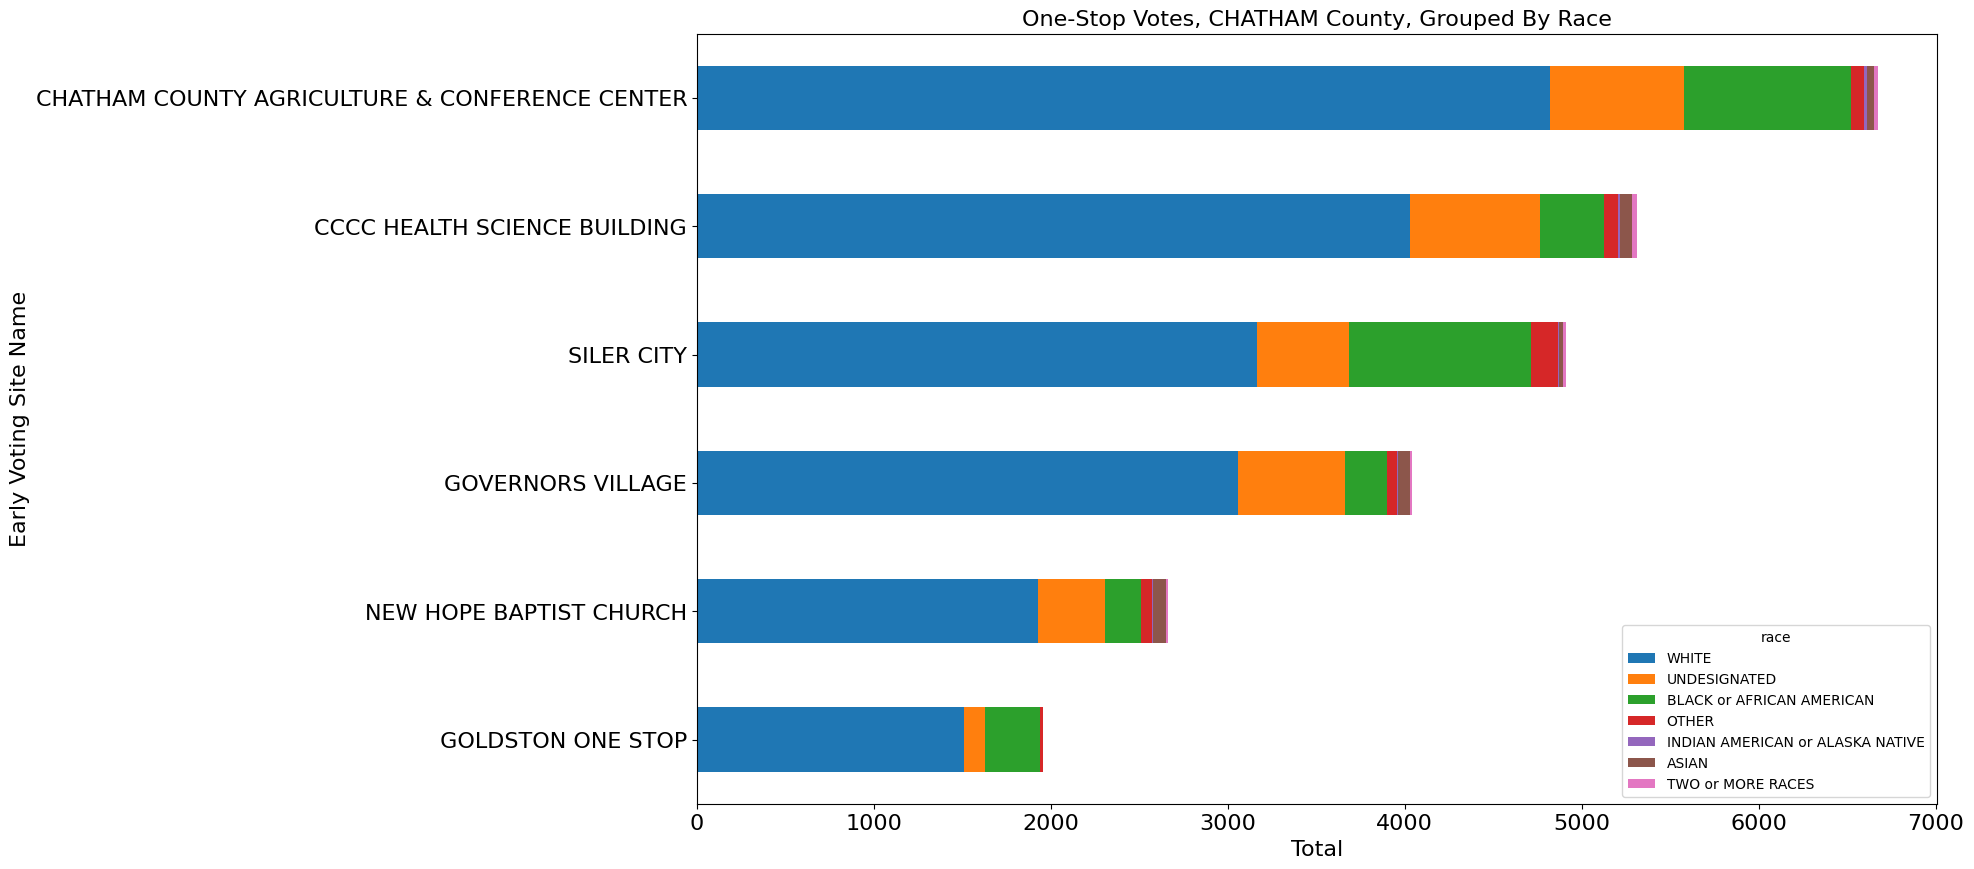 One-Stop Votes, CHATHAM County, Grouped By Race
Early Voting Site Name
CHATHAM COUNTY AGRICULTURE & CONFERENCE CENTER
CCCC HEALTH SCIENCE BUILDING
SILER CITY
GOVERNORS VILLAGE
NEW HOPE BAPTIST CHURCH
GOLDSTON ONE STOP
race
WHITE
UNDESIGNATED
BLACK or AFRICAN AMERICAN
OTHER
INDIAN AMERICAN or ALASKA NATIVE
ASIAN
TWO or MORE RACES
0 1000 2000 3000 4000 5000 6000 7000
Total